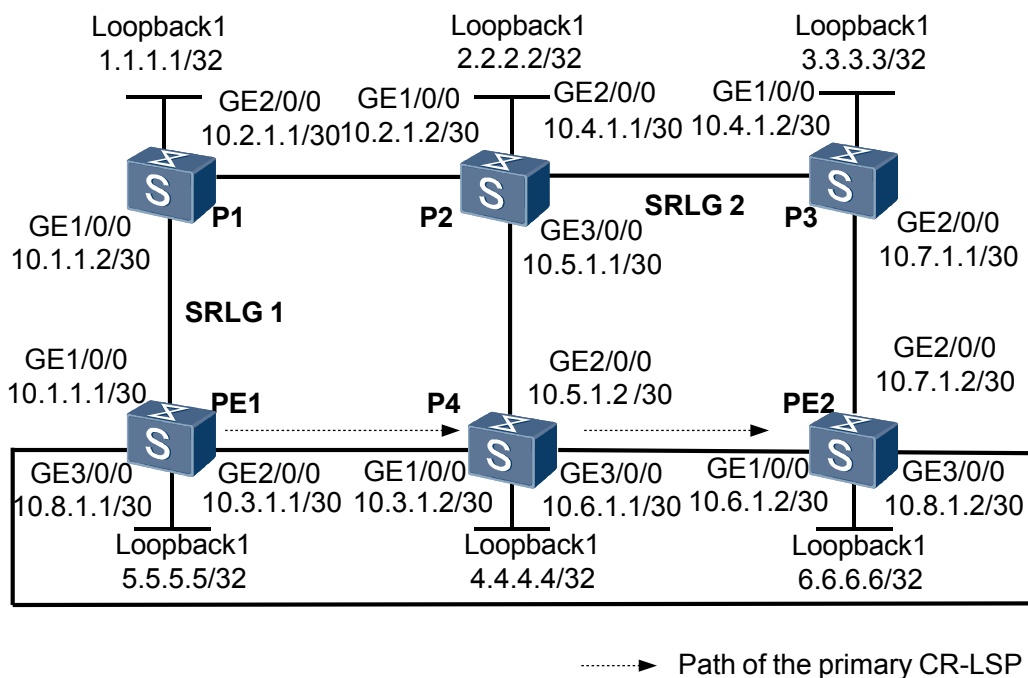 Loopback1
1.1.1.1/32
Loopback1
2.2.2.2/32
Loopback1
3.3.3.3/32
GE2/0/0
10.2.1.1/30
GE1/0/0
10.2.1.2/30
GE2/0/0
10.4.1.1/30
GE1/0/0
10.4.1.2/30
S
P1
S
P2
SRLG 2
S
P3
GE1/0/0
10.1.1.2/30
GE3/0/0
10.5.1.1/30
GE2/0/0
10.7.1.1/30
SRLG 1
GE1/0/0
10.1.1.1/30
GE2/0/0
10.5.1.2 /30
GE2/0/0
10.7.1.2/30
S
PE1
S
P4
S
PE2
GE3/0/0
10.8.1.1/30
GE2/0/0
10.3.1.1/30
GE1/0/0
10.3.1.2/30
GE3/0/0
10.6.1.1/30
GE1/0/0
10.6.1.2/30
GE3/0/0
10.8.1.2/30
Loopback1
5.5.5.5/32
Loopback1
4.4.4.4/32
Loopback1
6.6.6.6/32
Path of the primary CR-LSP